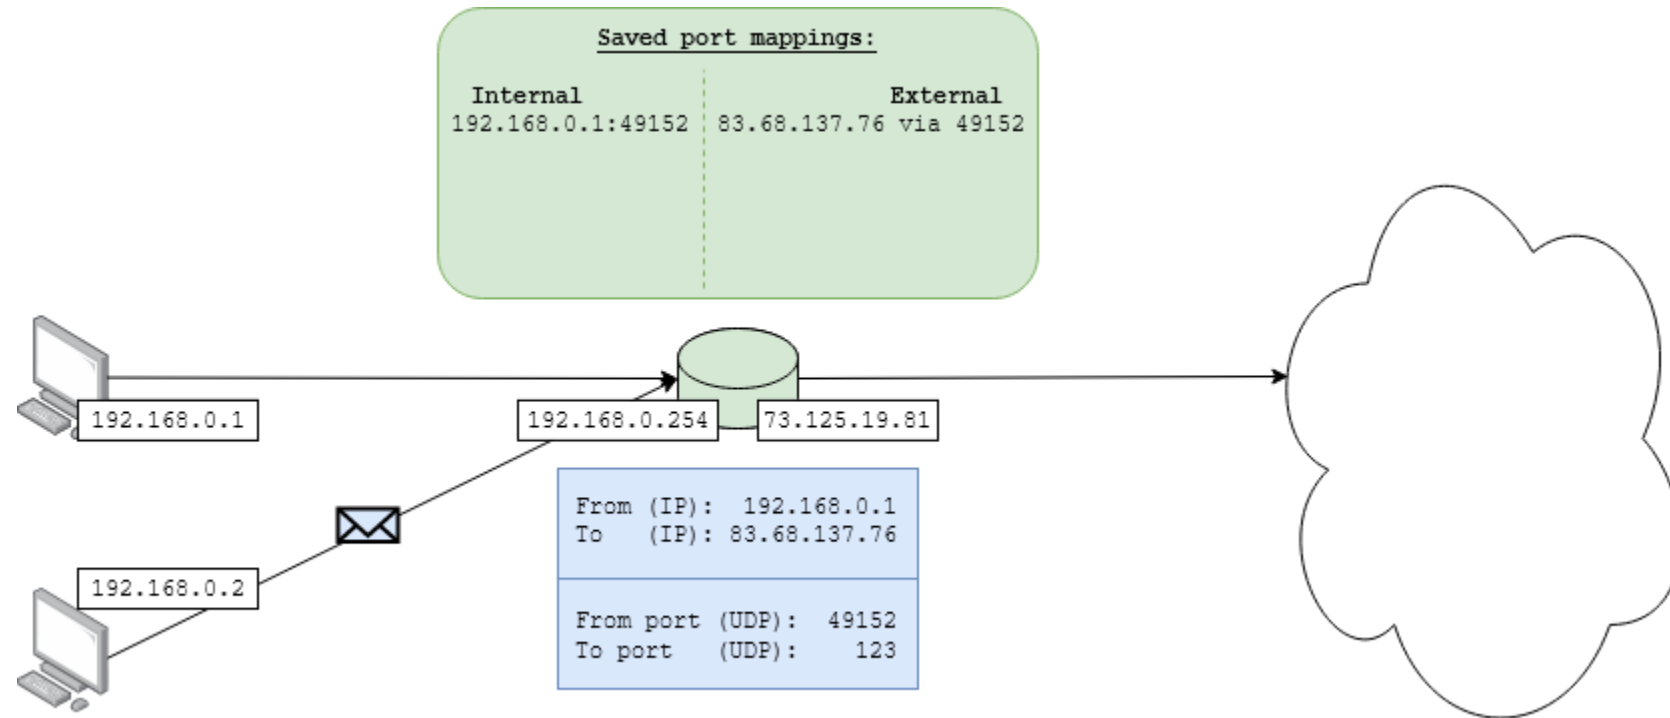 Saved port mappings:
Internal External
192.168.0.1:49152 83.68.137.76 via 49152
192.168.0.1
192.168.0.254
73.125.19.81
From (IP): 192.168.0.1
To (IP): 83.68.137.76
192.168.0.2
From port (UDP): 49152
To port (UDP): 123